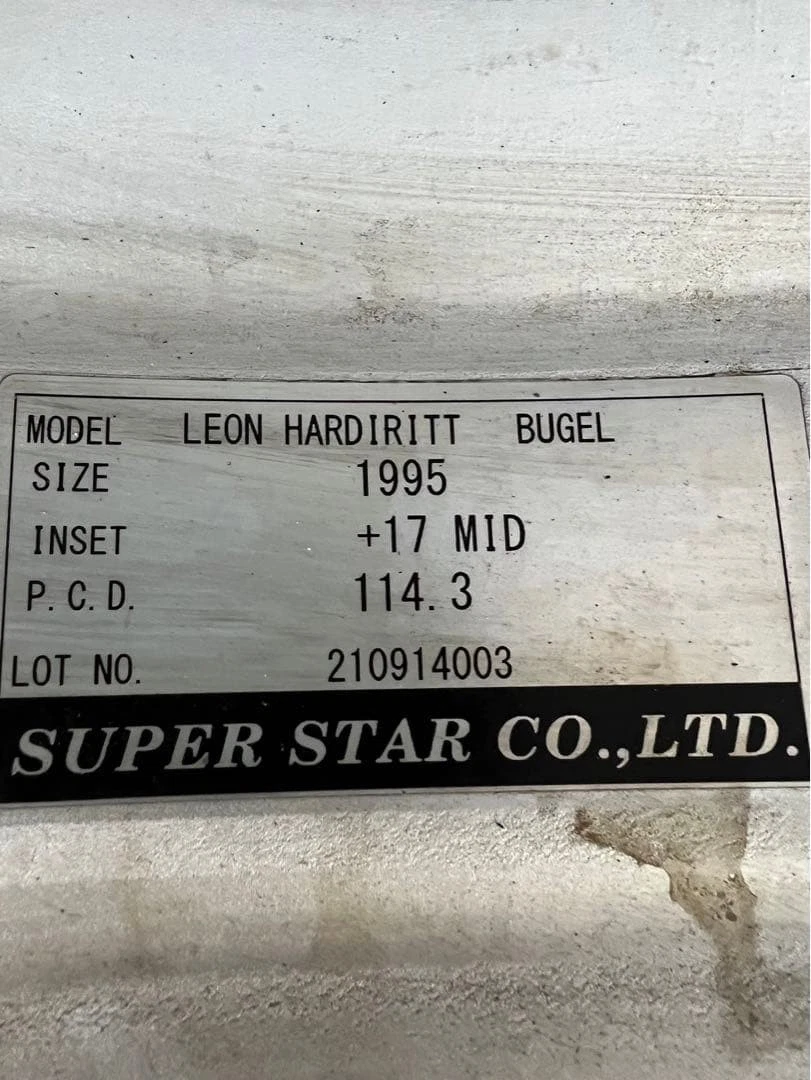 MODEL LEON HARDIRITT BUGEL
SIZE 1995
INSET +17 MID
P.C.D. 114.3
LOT NO. 210914003
SUPER STAR CO.,LTD.